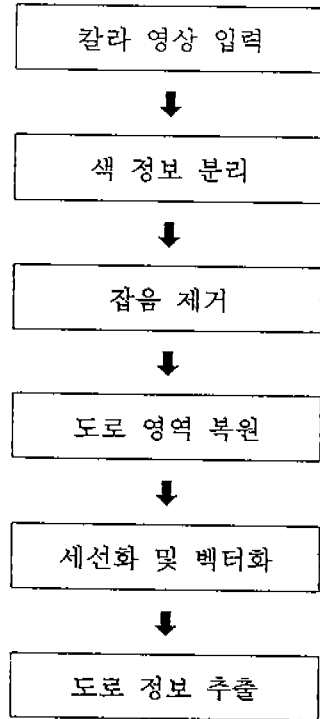 칼라 영상 입력
색 정보 분리
잡음 제거
도로 영역 복원
세선화 및 벡터화
도로 정보 추출